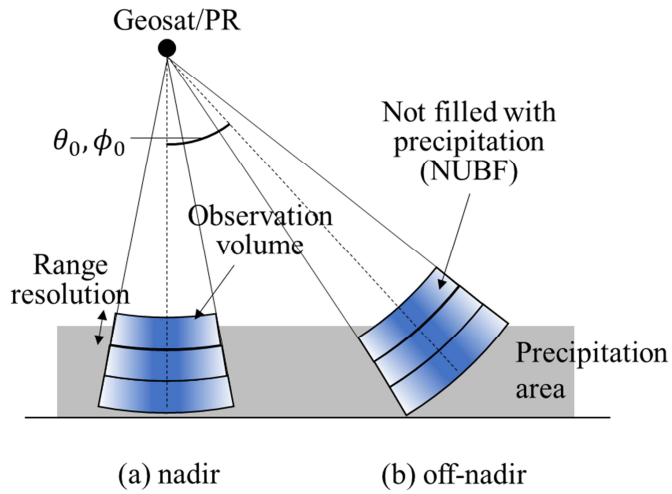 Geosat/PR
θ₀, ϕ₀
Not filled with
precipitation
(NUBF)
Observation
volume
Range
resolution
Precipitation
area
(a) nadir
(b) off-nadir